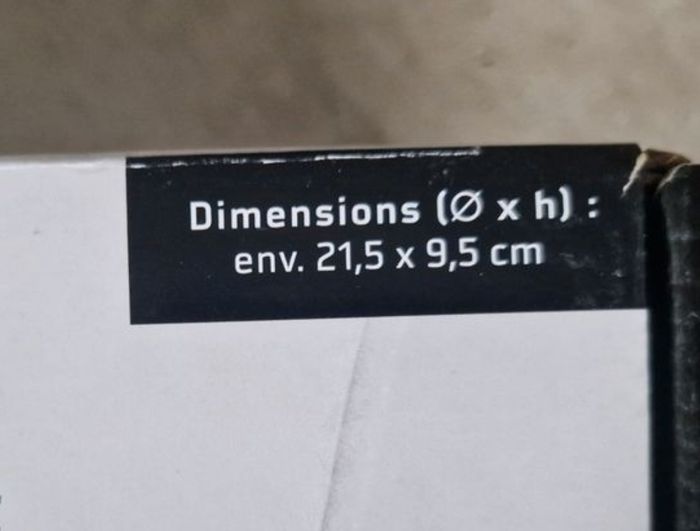 Dimensions (Ø x h) :
env. 21,5 x 9,5 cm